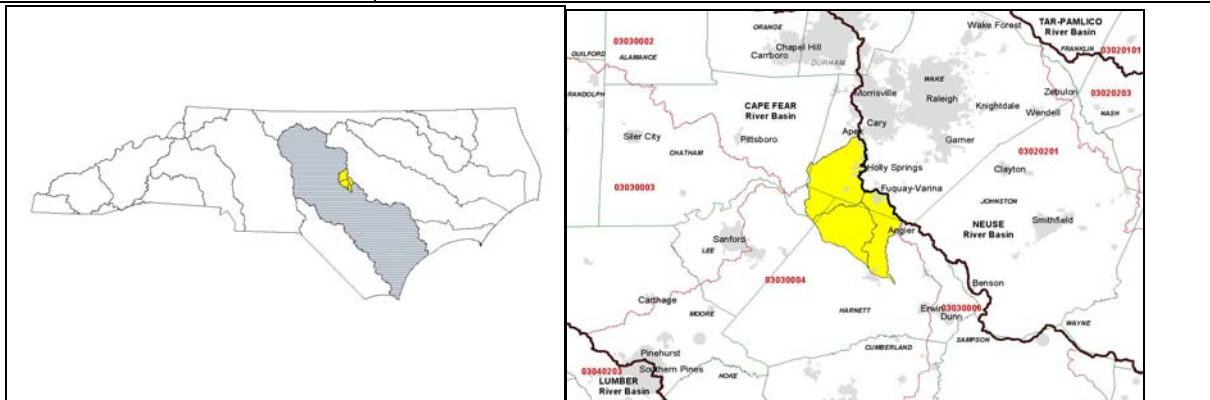 Wake Forest
TAR-PAMLICO
River Basin
ORANGE
FRANKLIN
03020101
03030002
Chapel Hill
Carrboro
GUILFORD
ALAMANCE
DURHAM
WAKE
RANDOLPH
Morrisville
Raleigh
Zebulon
03020203
CAPE FEAR
River Basin
Knightdale
Wendell
NASH
Cary
Siler City
Pittsboro
Apex
Garner
CHATHAM
03020201
Holly Springs
Clayton
03030003
Fuquay-Varina
JOHNSTON
Smithfield
NEUSE
River Basin
Angier
Sanford
LEE
03030004
Benson
Carthage
MOORE
HARNETT
Erwin
Dunn
WAYNE
SAMPSON
CUMBERLAND
Pinehurst
Southern Pines
03040203
HOKE
LUMBER
River Basin